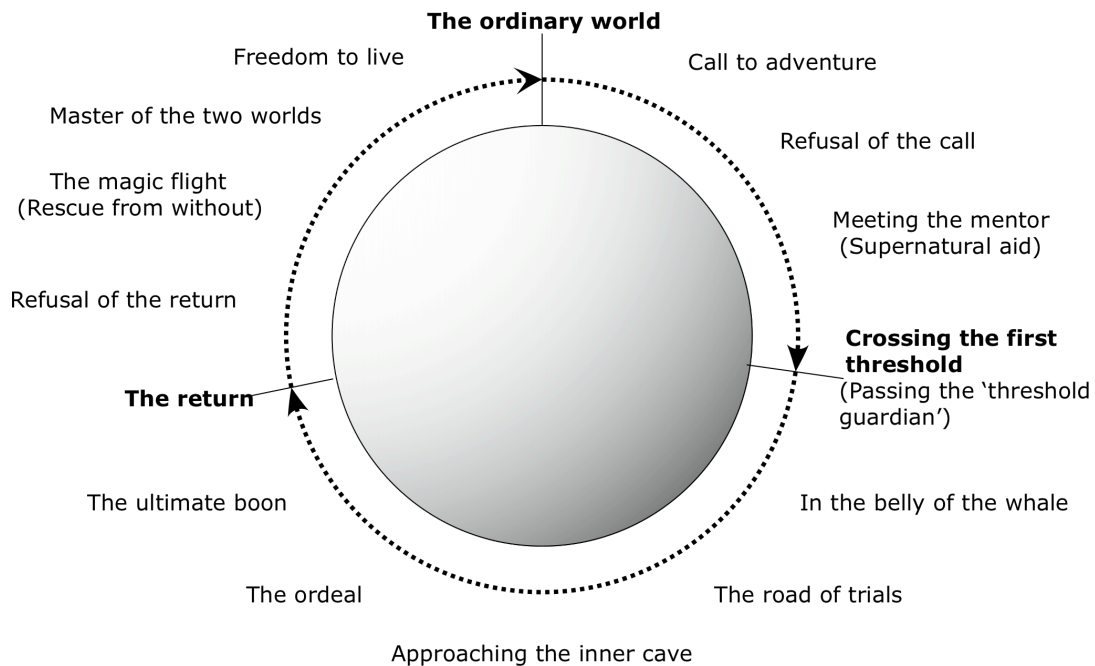 The ordinary world
Call to adventure
Refusal of the call
Meeting the mentor
(Supernatural aid)
Crossing the first
threshold
(Passing the ‘threshold
guardian’)
In the belly of the whale
The road of trials
Approaching the inner cave
The ordeal
The ultimate boon
The return
Refusal of the return
The magic flight
(Rescue from without)
Master of the two worlds
Freedom to live